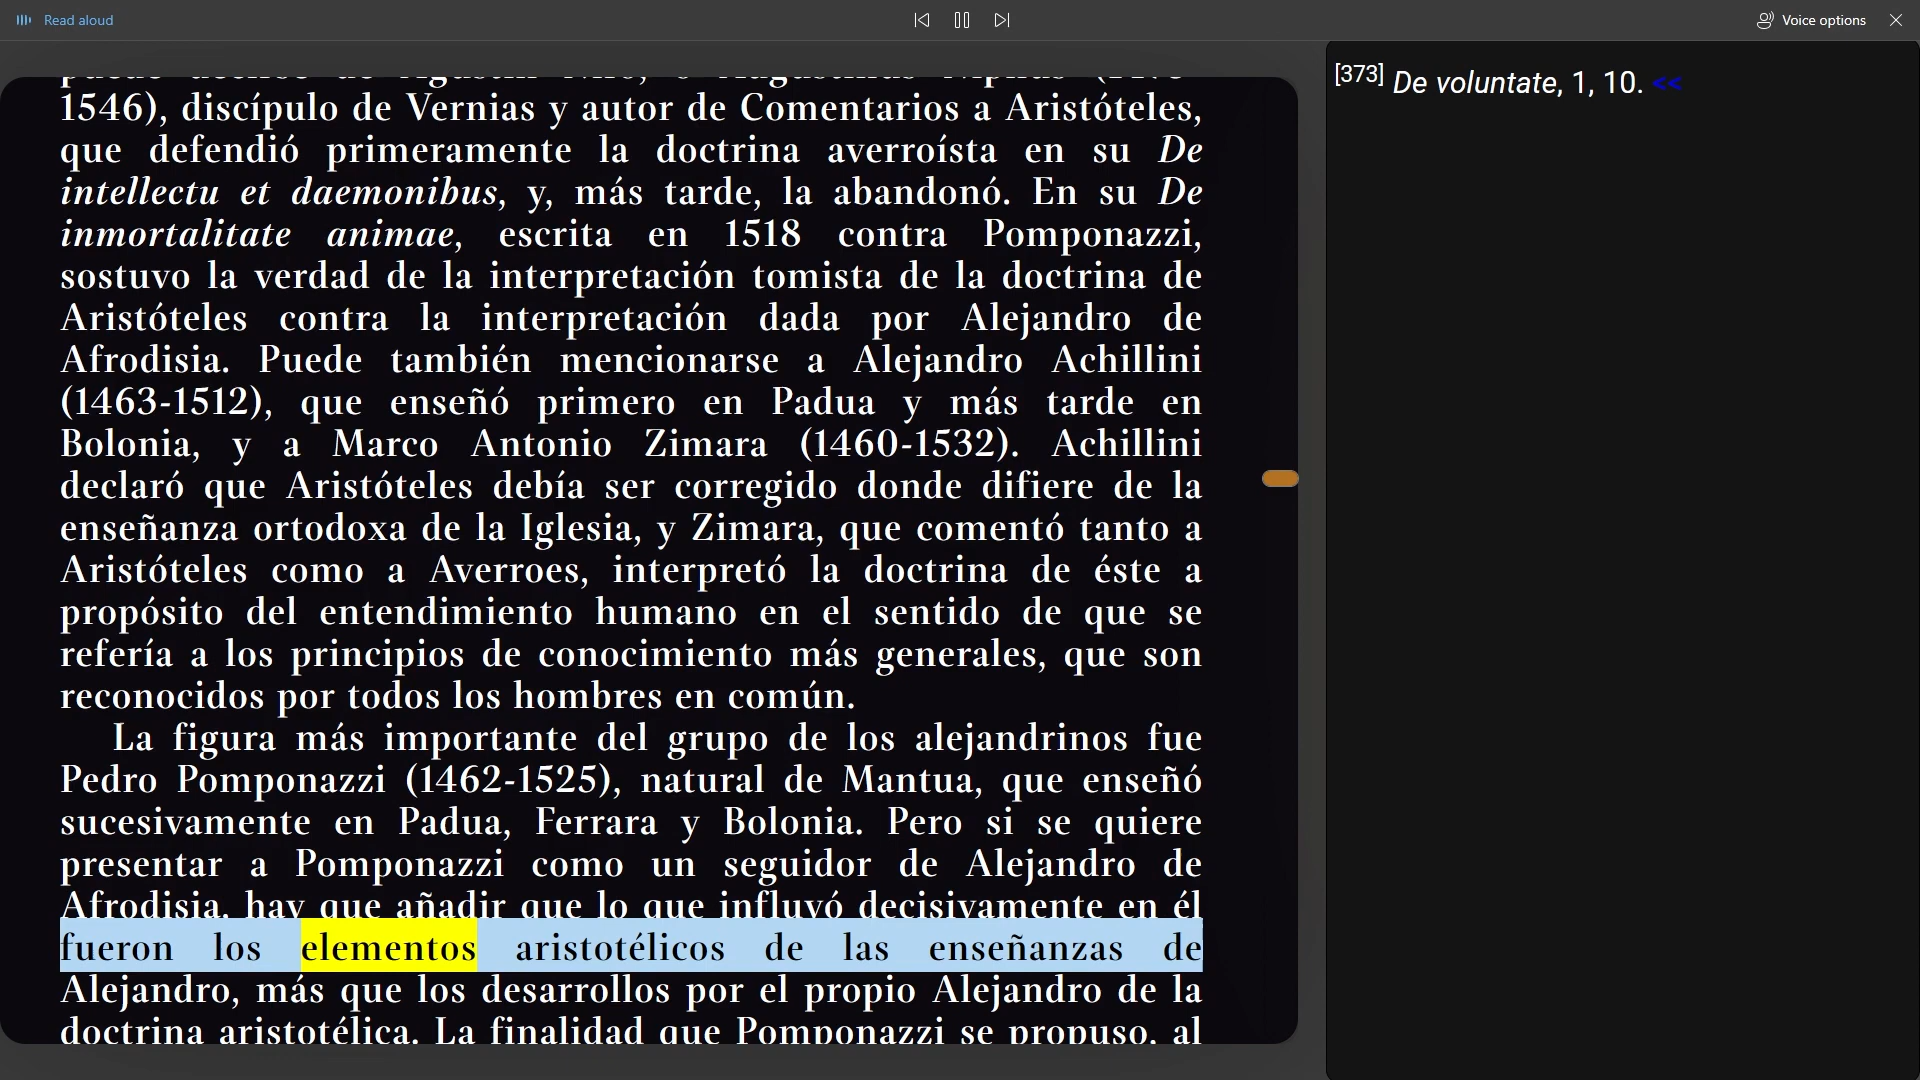 Read aloud
Voice options
1546), discípulo de Vernias y autor de Comentarios a Aristóteles,
que defendió primeramente la doctrina averroísta en su De
intellectu et daemonibus, y, más tarde, la abandonó. En su De
inmortalitate animae, escrita en 1518 contra Pomponazzi,
sostuvo la verdad de la interpretación tomista de la doctrina de
Aristóteles contra la interpretación dada por Alejandro de
Afrodisia. Puede también mencionarse a Alejandro Achillini
(1463-1512), que enseñó primero en Padua y más tarde en
Bolonia, y a Marco Antonio Zimara (1460-1532). Achillini
declaró que Aristóteles debía ser corregido donde difiere de la
enseñanza ortodoxa de la Iglesia, y Zimara, que comentó tanto a
Aristóteles como a Averroes, interpretó la doctrina de éste a
propósito del entendimiento humano en el sentido de que se
refería a los principios de conocimiento más generales, que son
reconocidos por todos los hombres en común.
La figura más importante del grupo de los alejandrinos fue
Pedro Pomponazzi (1462-1525), natural de Mantua, que enseñó
sucesivamente en Padua, Ferrara y Bolonia. Pero si se quiere
presentar a Pomponazzi como un seguidor de Alejandro de
Afrodisia, hay que añadir que lo que influyó decisivamente en él
fueron los elementos aristotélicos de las enseñanzas de
Alejandro, más que los desarrollos por el propio Alejandro de la
doctrina aristotélica. La finalidad que Pomponazzi se propuso, al
[373] De voluntate, 1, 10. <<